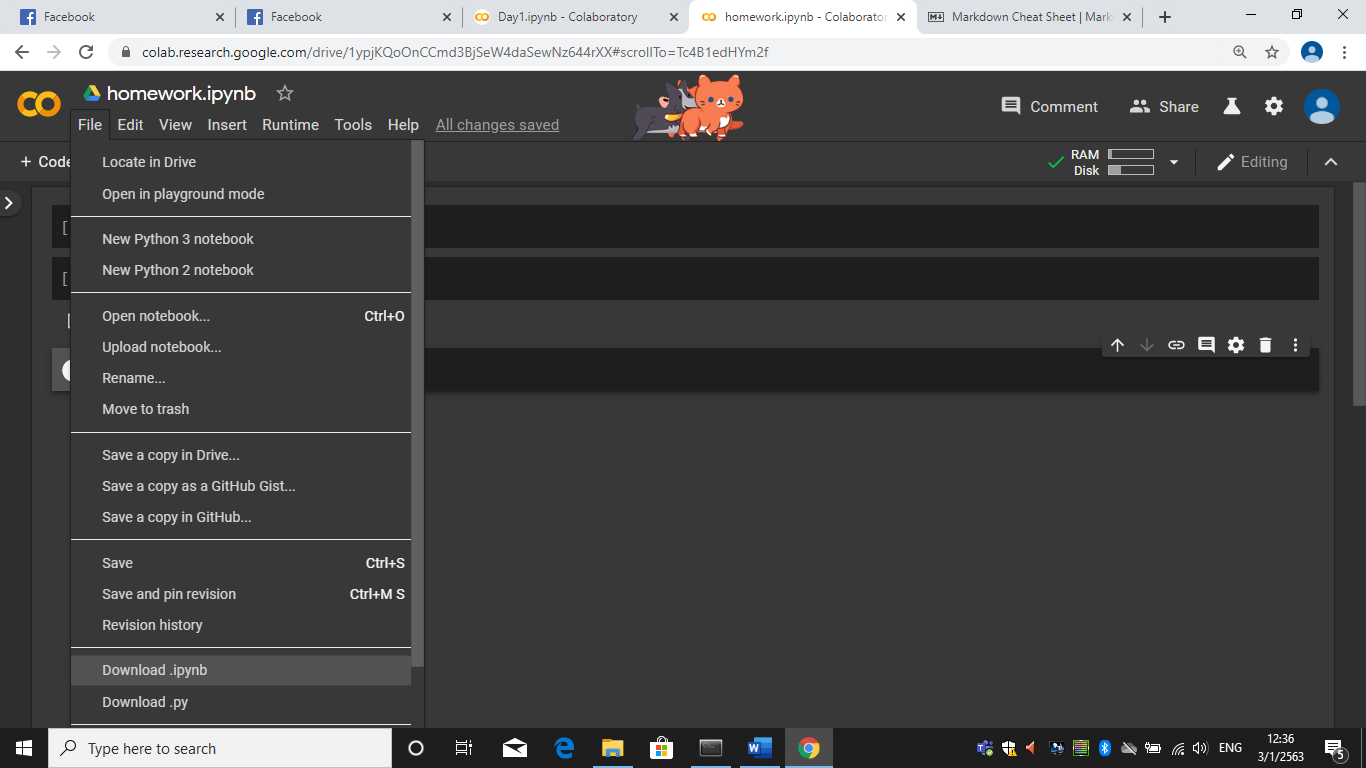 Facebook
Facebook
Day1.ipynb - Colaboratory
homework.ipynb - Colaborator
Markdown Cheat Sheet | Mark
colab.research.google.com/drive/1ypjKQoOnCCmd3BjSeW4daSewNz644rXX#scrollTo=Tc4B1edHYm2f
homework.ipynb
Comment
Share
File Edit View Insert Runtime Tools Help All changes saved
+ Code
RAM
Disk
Editing
Locate in Drive
Open in playground mode
New Python 3 notebook
New Python 2 notebook
Open notebook... Ctrl+O
Upload notebook...
Rename...
Move to trash
Save a copy in Drive...
Save a copy as a GitHub Gist...
Save a copy in GitHub...
Save Ctrl+S
Save and pin revision Ctrl+M S
Revision history
Download .ipynb
Download .py
[
[
[
Type here to search
ENG
12:36
3/1/2563
5